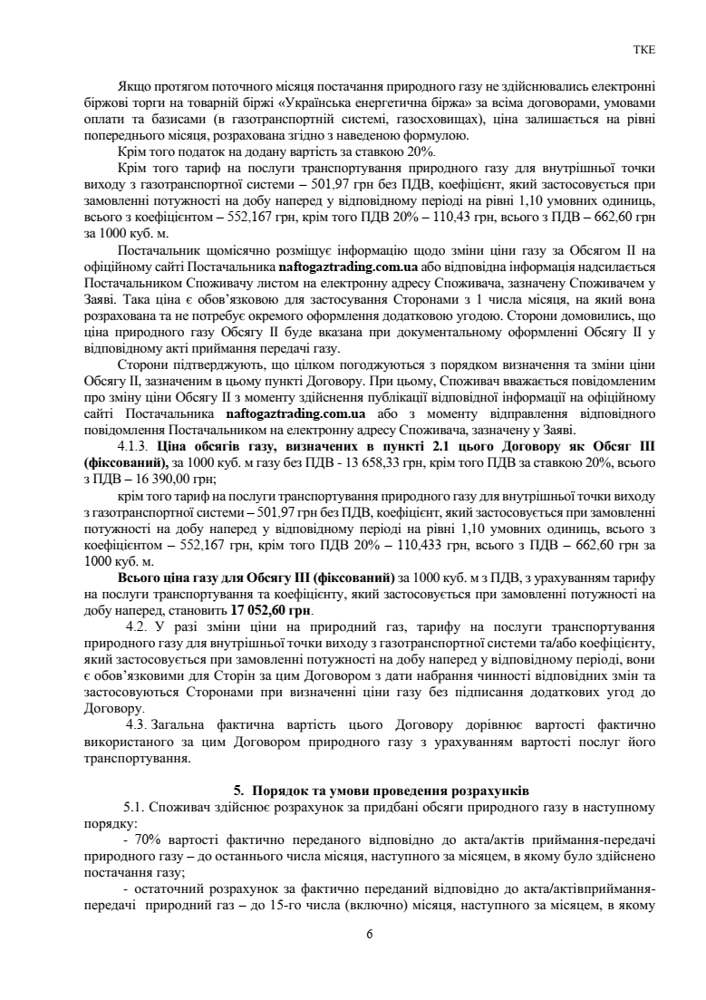 ТКЕ
Якщо протягом поточного місяця постачання природного газу не здійснювались електронні
біржові торги на товарній біржі «Українська енергетична біржа» за всіма договорами, умовами
оплати та базисами (в газотранспортній системі, газосховищах), ціна залишається на рівні
попереднього місяця, розрахована згідно з наведеною формулою.
Крім того податок на додану вартість за ставкою 20%.
Крім того тариф на послуги транспортування природного газу для внутрішньої точки
виходу з газотранспортної системи – 501,97 грн без ПДВ, коефіцієнт, який застосовується при
замовленні потужності на добу наперед у відповідному періоді на рівні 1,10 умовних одиниць,
всього з коефіцієнтом – 552,167 грн, крім того ПДВ 20% – 110,43 грн, всього з ПДВ – 662,60 грн
за 1000 куб. м.
Постачальник щомісячно розміщує інформацію щодо зміни ціни газу за Обсягом ІІ на
офіційному сайті Постачальника naftogaztrading.com.ua або відповідна інформація надсилається
Постачальником Споживачу листом на електронну адресу Споживача, зазначену Споживачем у
Заяві. Така ціна є обов’язковою для застосування Сторонами з 1 числа місяця, на який вона
розрахована та не потребує окремого оформлення додатковою угодою. Сторони домовились, що
ціна природного газу Обсягу ІІ буде вказана при документальному оформленні Обсягу ІІ у
відповідному акті приймання передачі газу.
Сторони підтверджують, що цілком погоджуються з порядком визначення та зміни ціни
Обсягу ІІ, зазначеним в цьому пункті Договору. При цьому, Споживач вважається повідомленим
про зміну ціни Обсягу ІІ з моменту здійснення публікації відповідної інформації на офіційному
сайті Постачальника naftogaztrading.com.ua або з моменту відправлення відповідного
повідомлення Постачальником на електронну адресу Споживача, зазначену у Заяві.
4.1.3. Ціна обсягів газу, визначених в пункті 2.1 цього Договору як Обсяг ІІІ
(фіксований), за 1000 куб. м газу без ПДВ - 13 658,33 грн, крім того ПДВ за ставкою 20%, всього
з ПДВ – 16 390,00 грн;
крім того тариф на послуги транспортування природного газу для внутрішньої точки виходу
з газотранспортної системи – 501,97 грн без ПДВ, коефіцієнт, який застосовується при замовленні
потужності на добу наперед у відповідному періоді на рівні 1,10 умовних одиниць, всього з
коефіцієнтом – 552,167 грн, крім того ПДВ 20% – 110,433 грн, всього з ПДВ – 662,60 грн за
1000 куб. м.
Всього ціна газу для Обсягу ІІІ (фіксований) за 1000 куб. м з ПДВ, з урахуванням тарифу
на послуги транспортування та коефіцієнту, який застосовується при замовленні потужності на
добу наперед, становить 17 052,60 грн.
4.2. У разі зміни ціни на природний газ, тарифу на послуги транспортування
природного газу для внутрішньої точки виходу з газотранспортної системи та/або коефіцієнту,
який застосовується при замовленні потужності на добу наперед у відповідному періоді, вони
є обов’язковими для Сторін за цим Договором з дати набрання чинності відповідних змін та
застосовуються Сторонами при визначенні ціни газу без підписання додаткових угод до
Договору.
4.3. Загальна фактична вартість цього Договору дорівнює вартості фактично
використаного за цим Договором природного газу з урахуванням вартості послуг його
транспортування.
5. Порядок та умови проведення розрахунків
5.1. Споживач здійснює розрахунок за придбані обсяги природного газу в наступному
порядку:
- 70% вартості фактично переданого відповідно до акта/актів приймання-передачі
природного газу – до останнього числа місяця, наступного за місяцем, в якому було здійснено
постачання газу;
- остаточний розрахунок за фактично переданий відповідно до акта/актівприймання-
передачі природний газ – до 15-го числа (включно) місяця, наступного за місяцем, в якому
6